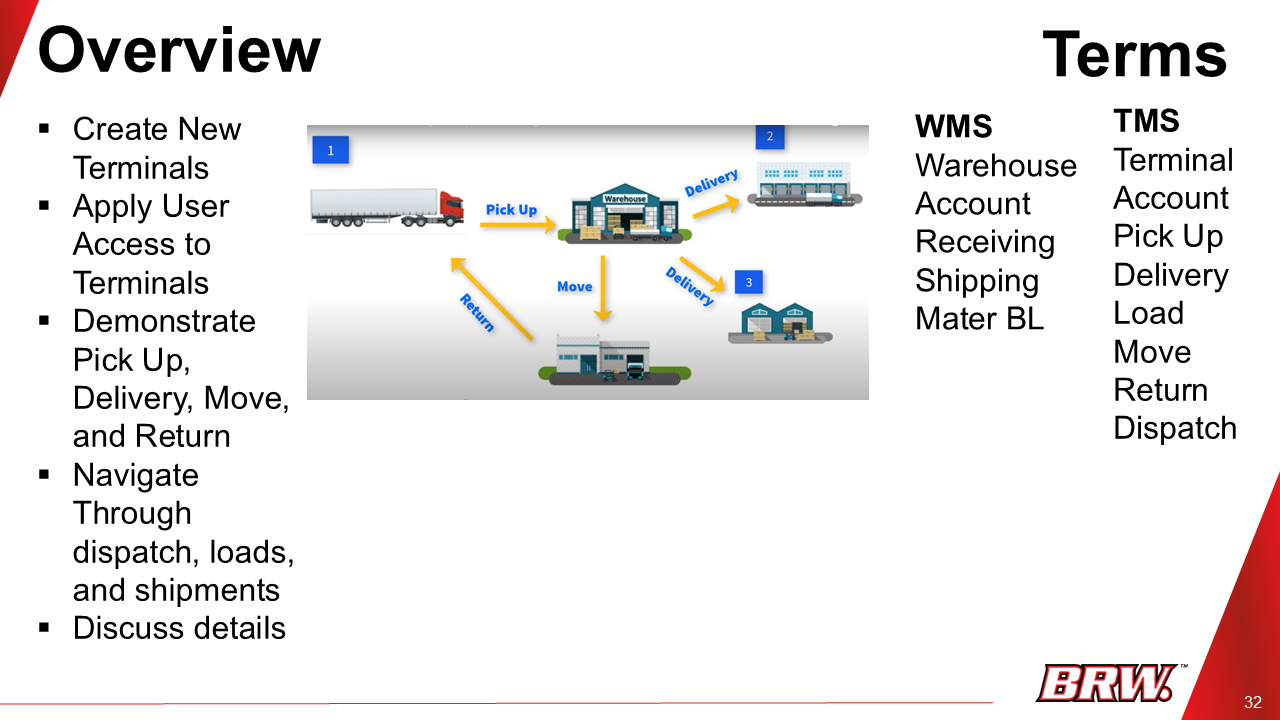 Overview
Terms
Create New
Terminals
Apply User
Access to
Terminals
Demonstrate
Pick Up,
Delivery, Move,
and Return
Navigate
Through
dispatch, loads,
and shipments
Discuss details
1
2
Pick Up
Warehouse
Delivery
Move
Delivery
3
Return
WMS
Warehouse
Account
Receiving
Shipping
Mater BL
TMS
Terminal
Account
Pick Up
Delivery
Load
Move
Return
Dispatch
BRW.™
32